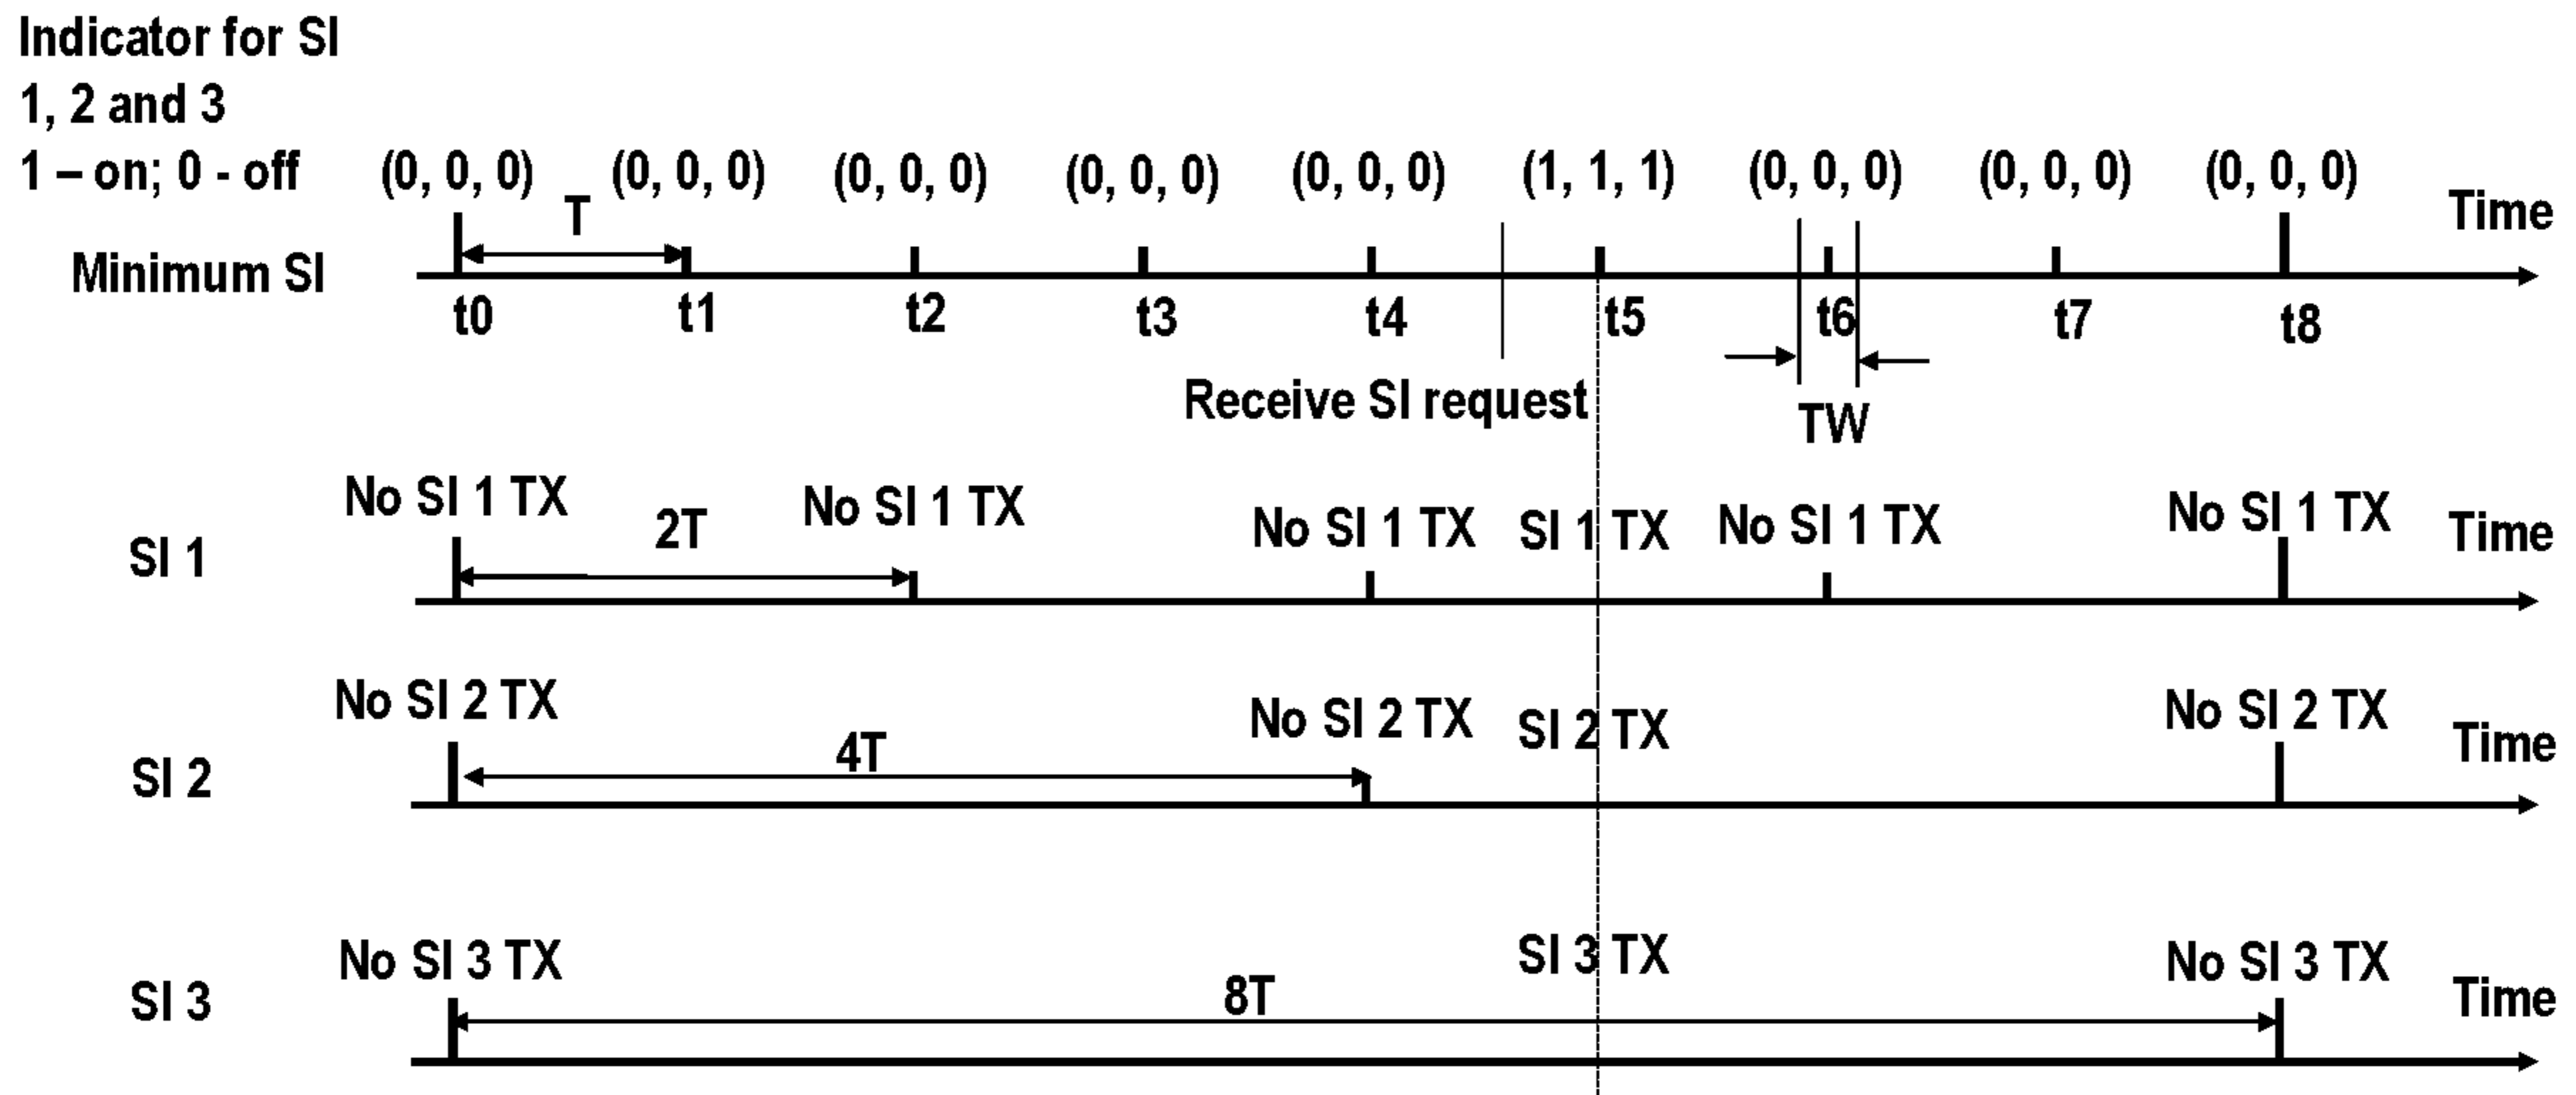 Indicator for SI
1, 2 and 3
1 – on; 0 - off (0, 0, 0) (0, 0, 0) (0, 0, 0) (0, 0, 0) (0, 0, 0) (1, 1, 1) (0, 0, 0) (0, 0, 0) (0, 0, 0)
T Time
Minimum SI
t0 t1 t2 t3 t4 t5 t6 t7 t8
Receive SI request TW
No SI 1 TX 2T No SI 1 TX No SI 1 TX SI 1 TX No SI 1 TX No SI 1 TX Time
SI 1
No SI 2 TX No SI 2 TX SI 2 TX No SI 2 TX
4T Time
SI 2
No SI 3 TX SI 3 TX No SI 3 TX
8T Time
SI 3